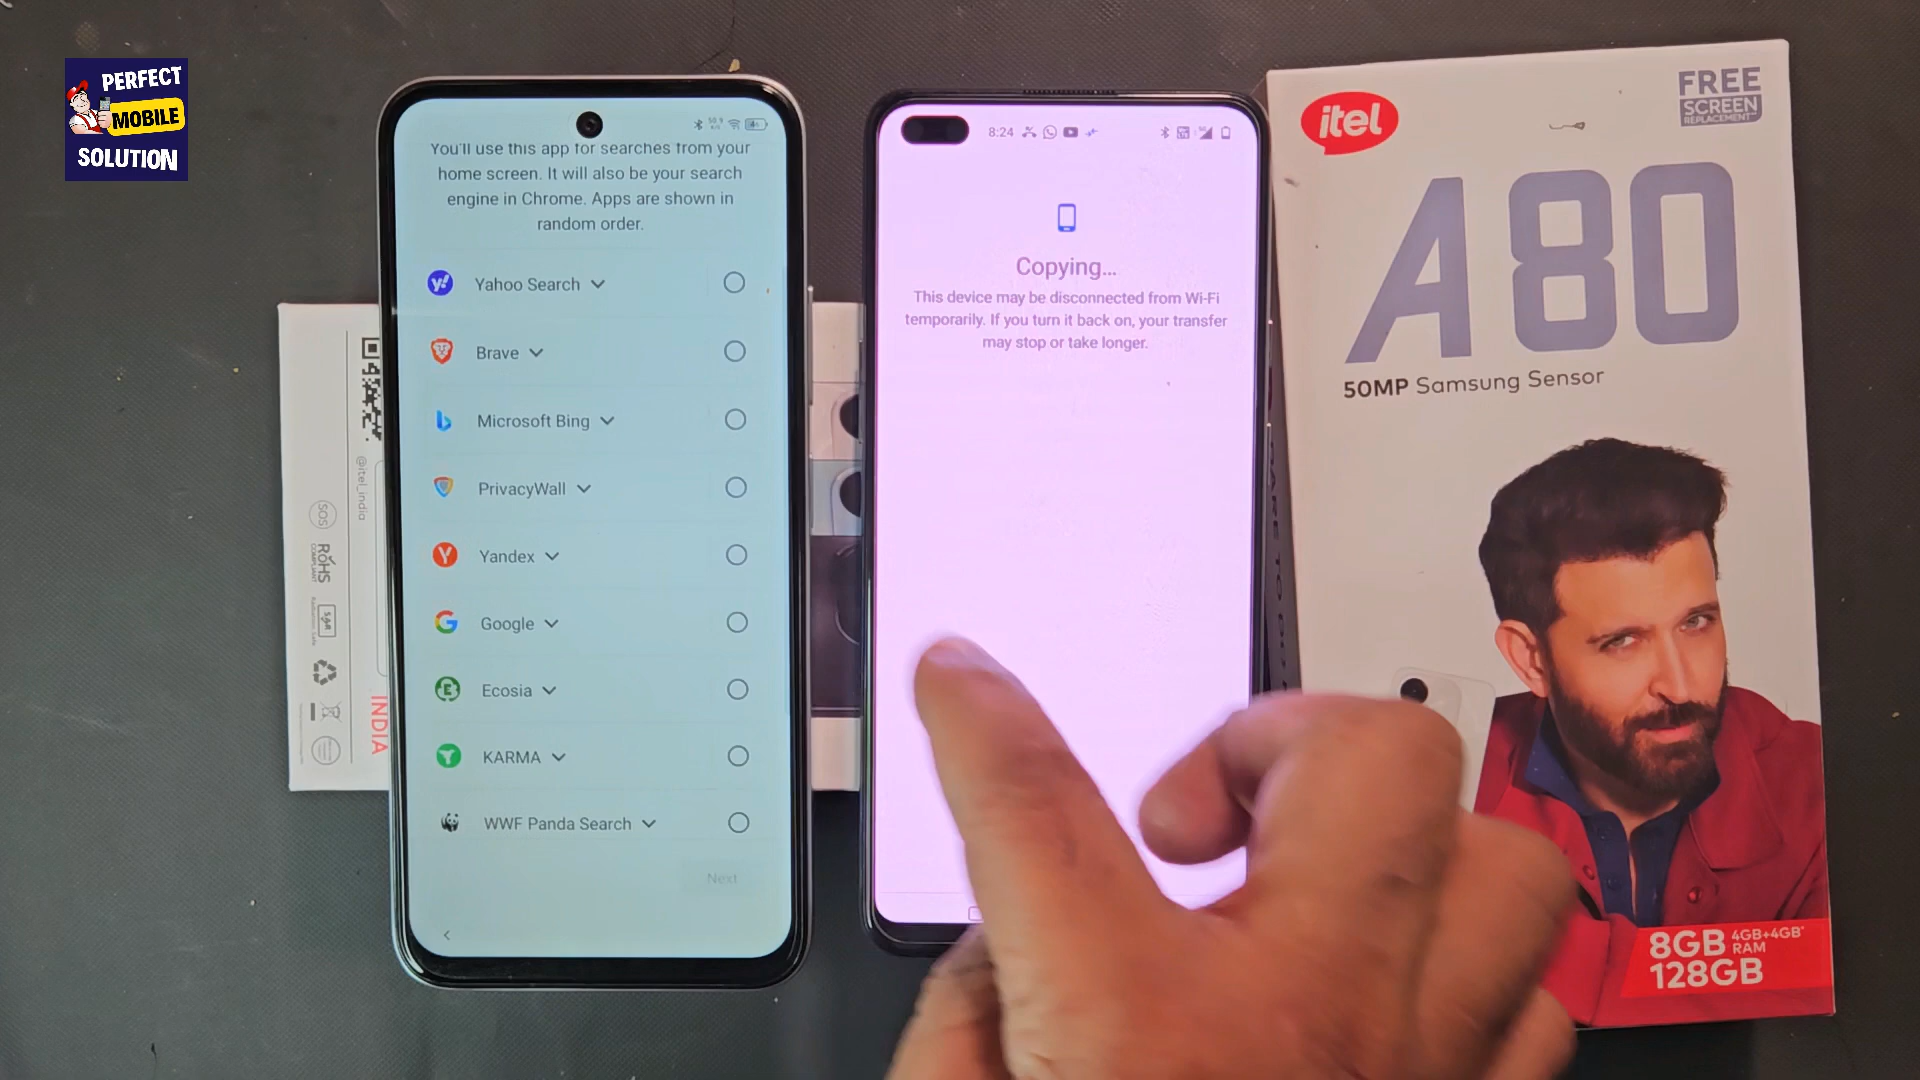 PERFECT
MOBILE
SOLUTION
You'll use this app for searches from your
home screen. It will also be your search
engine in Chrome. Apps are shown in
random order.
Yahoo Search
Brave
Microsoft Bing
PrivacyWall
Yandex
Google
Ecosia
KARMA
WWF Panda Search
Next
8:24
Copying...
This device may be disconnected from Wi-Fi
temporarily. If you turn it back on, your transfer
may stop or take longer.
itel
FREE
SCREEN
REPLACEMENT
A80
50MP Samsung Sensor
8GB 4GB+4GB*
RAM
128GB
@itel_india
SOS
RoHS
COMPLIANT
INDIA